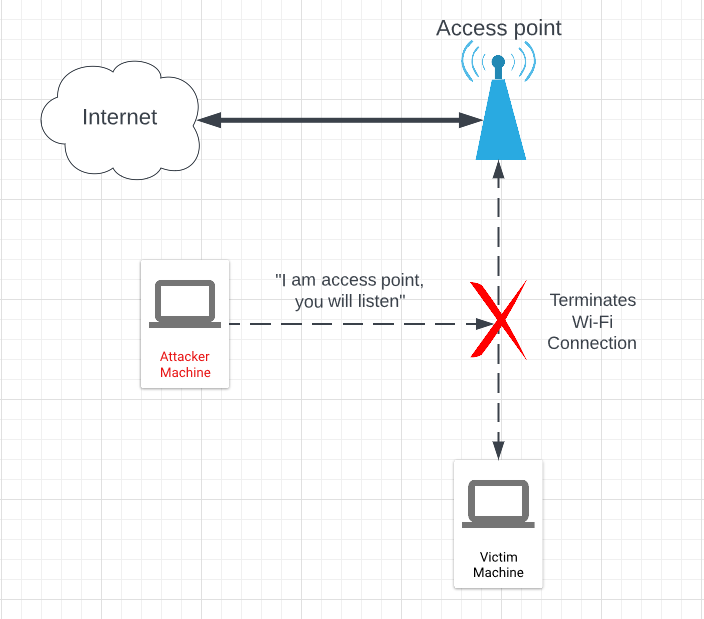 Access point
Internet
"I am access point,
you will listen"
Terminates
Wi-Fi
Connection
Attacker
Machine
Victim
Machine